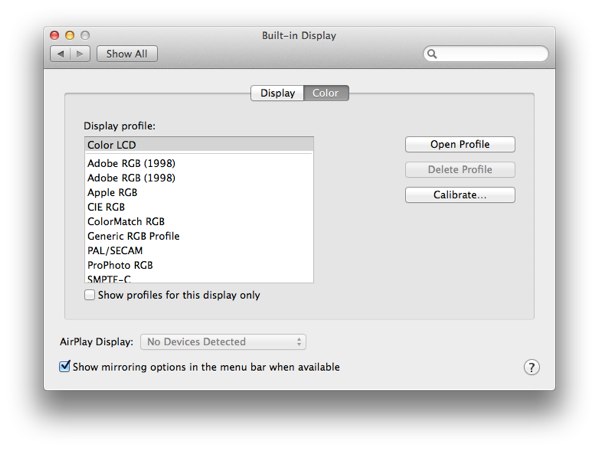 Built-in Display
Show All
Display
Color
Display profile:
Color LCD
Adobe RGB (1998)
Adobe RGB (1998)
Apple RGB
CIE RGB
ColorMatch RGB
Generic RGB Profile
PAL/SECAM
ProPhoto RGB
SMPTE-C
Show profiles for this display only
Open Profile
Delete Profile
Calibrate...
AirPlay Display: No Devices Detected
Show mirroring options in the menu bar when available
?